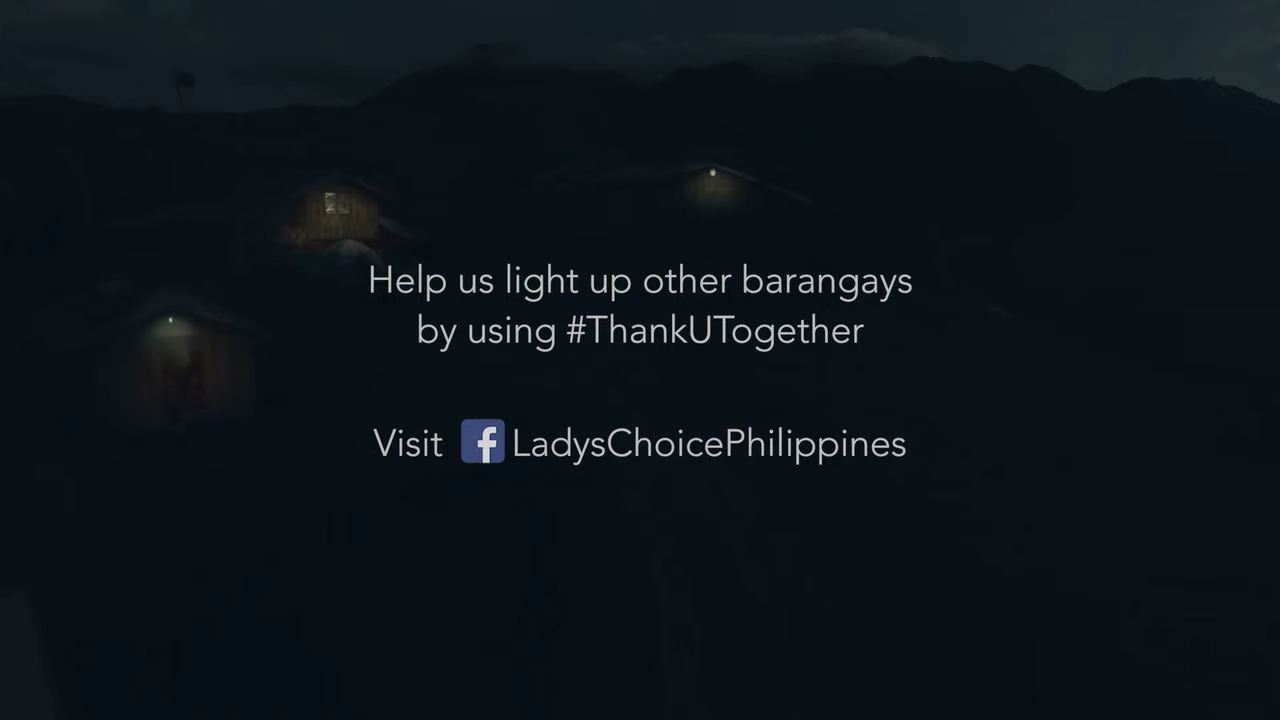 Help us light up other barangays
by using #ThankUTogether
Visit f LadysChoicePhilippines